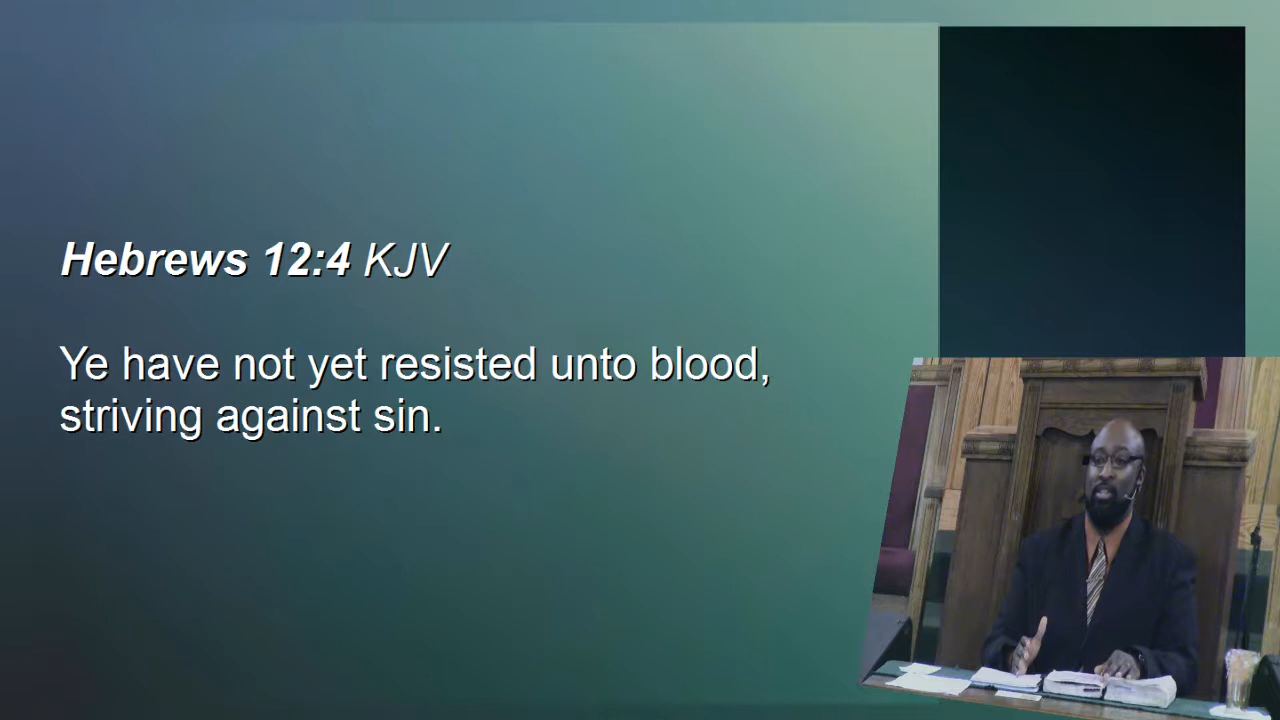 Hebrews 12:4 KJV
Ye have not yet resisted unto blood,
striving against sin.